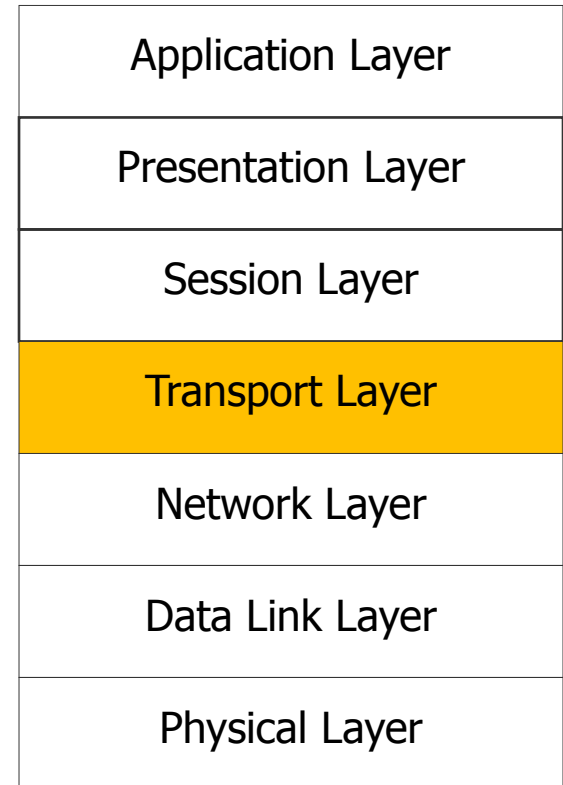 Application Layer
Presentation Layer
Session Layer
Transport Layer
Network Layer
Data Link Layer
Physical Layer